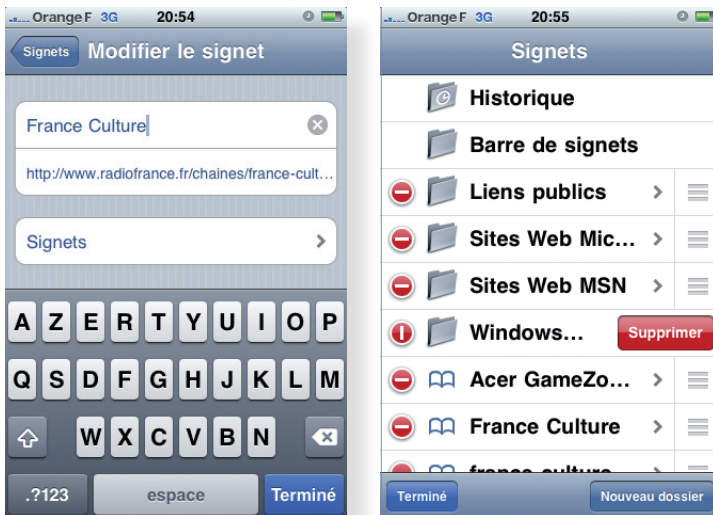 Orange F 3G 20:54
Signets Modifier le signet
France Culture
http://www.radiofrance.fr/chaines/france-cult...
Signets
A Z E R T Y U I O P
Q S D F G H J K L M
W X C V B N
.?123 espace Terminé
Orange F 3G 20:55
Signets
Historique
Barre de signets
Liens publics
Sites Web Mic...
Sites Web MSN
Windows... Supprimer
Acer GameZo...
France Culture
france culture
Terminé Nouveau dossier